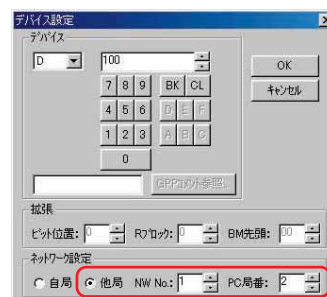 デバイス設定
デバイス
D 100 OK
7 8 9 BK CL キャンセル
4 5 6 D E F
1 2 3 A B C
0
GPPコメント参照
拡張
ビット位置: 0 Rブロック: 0 BM先頭: 00
ネットワーク設定
自局 他局 NW No.: 1 PC局番: 2